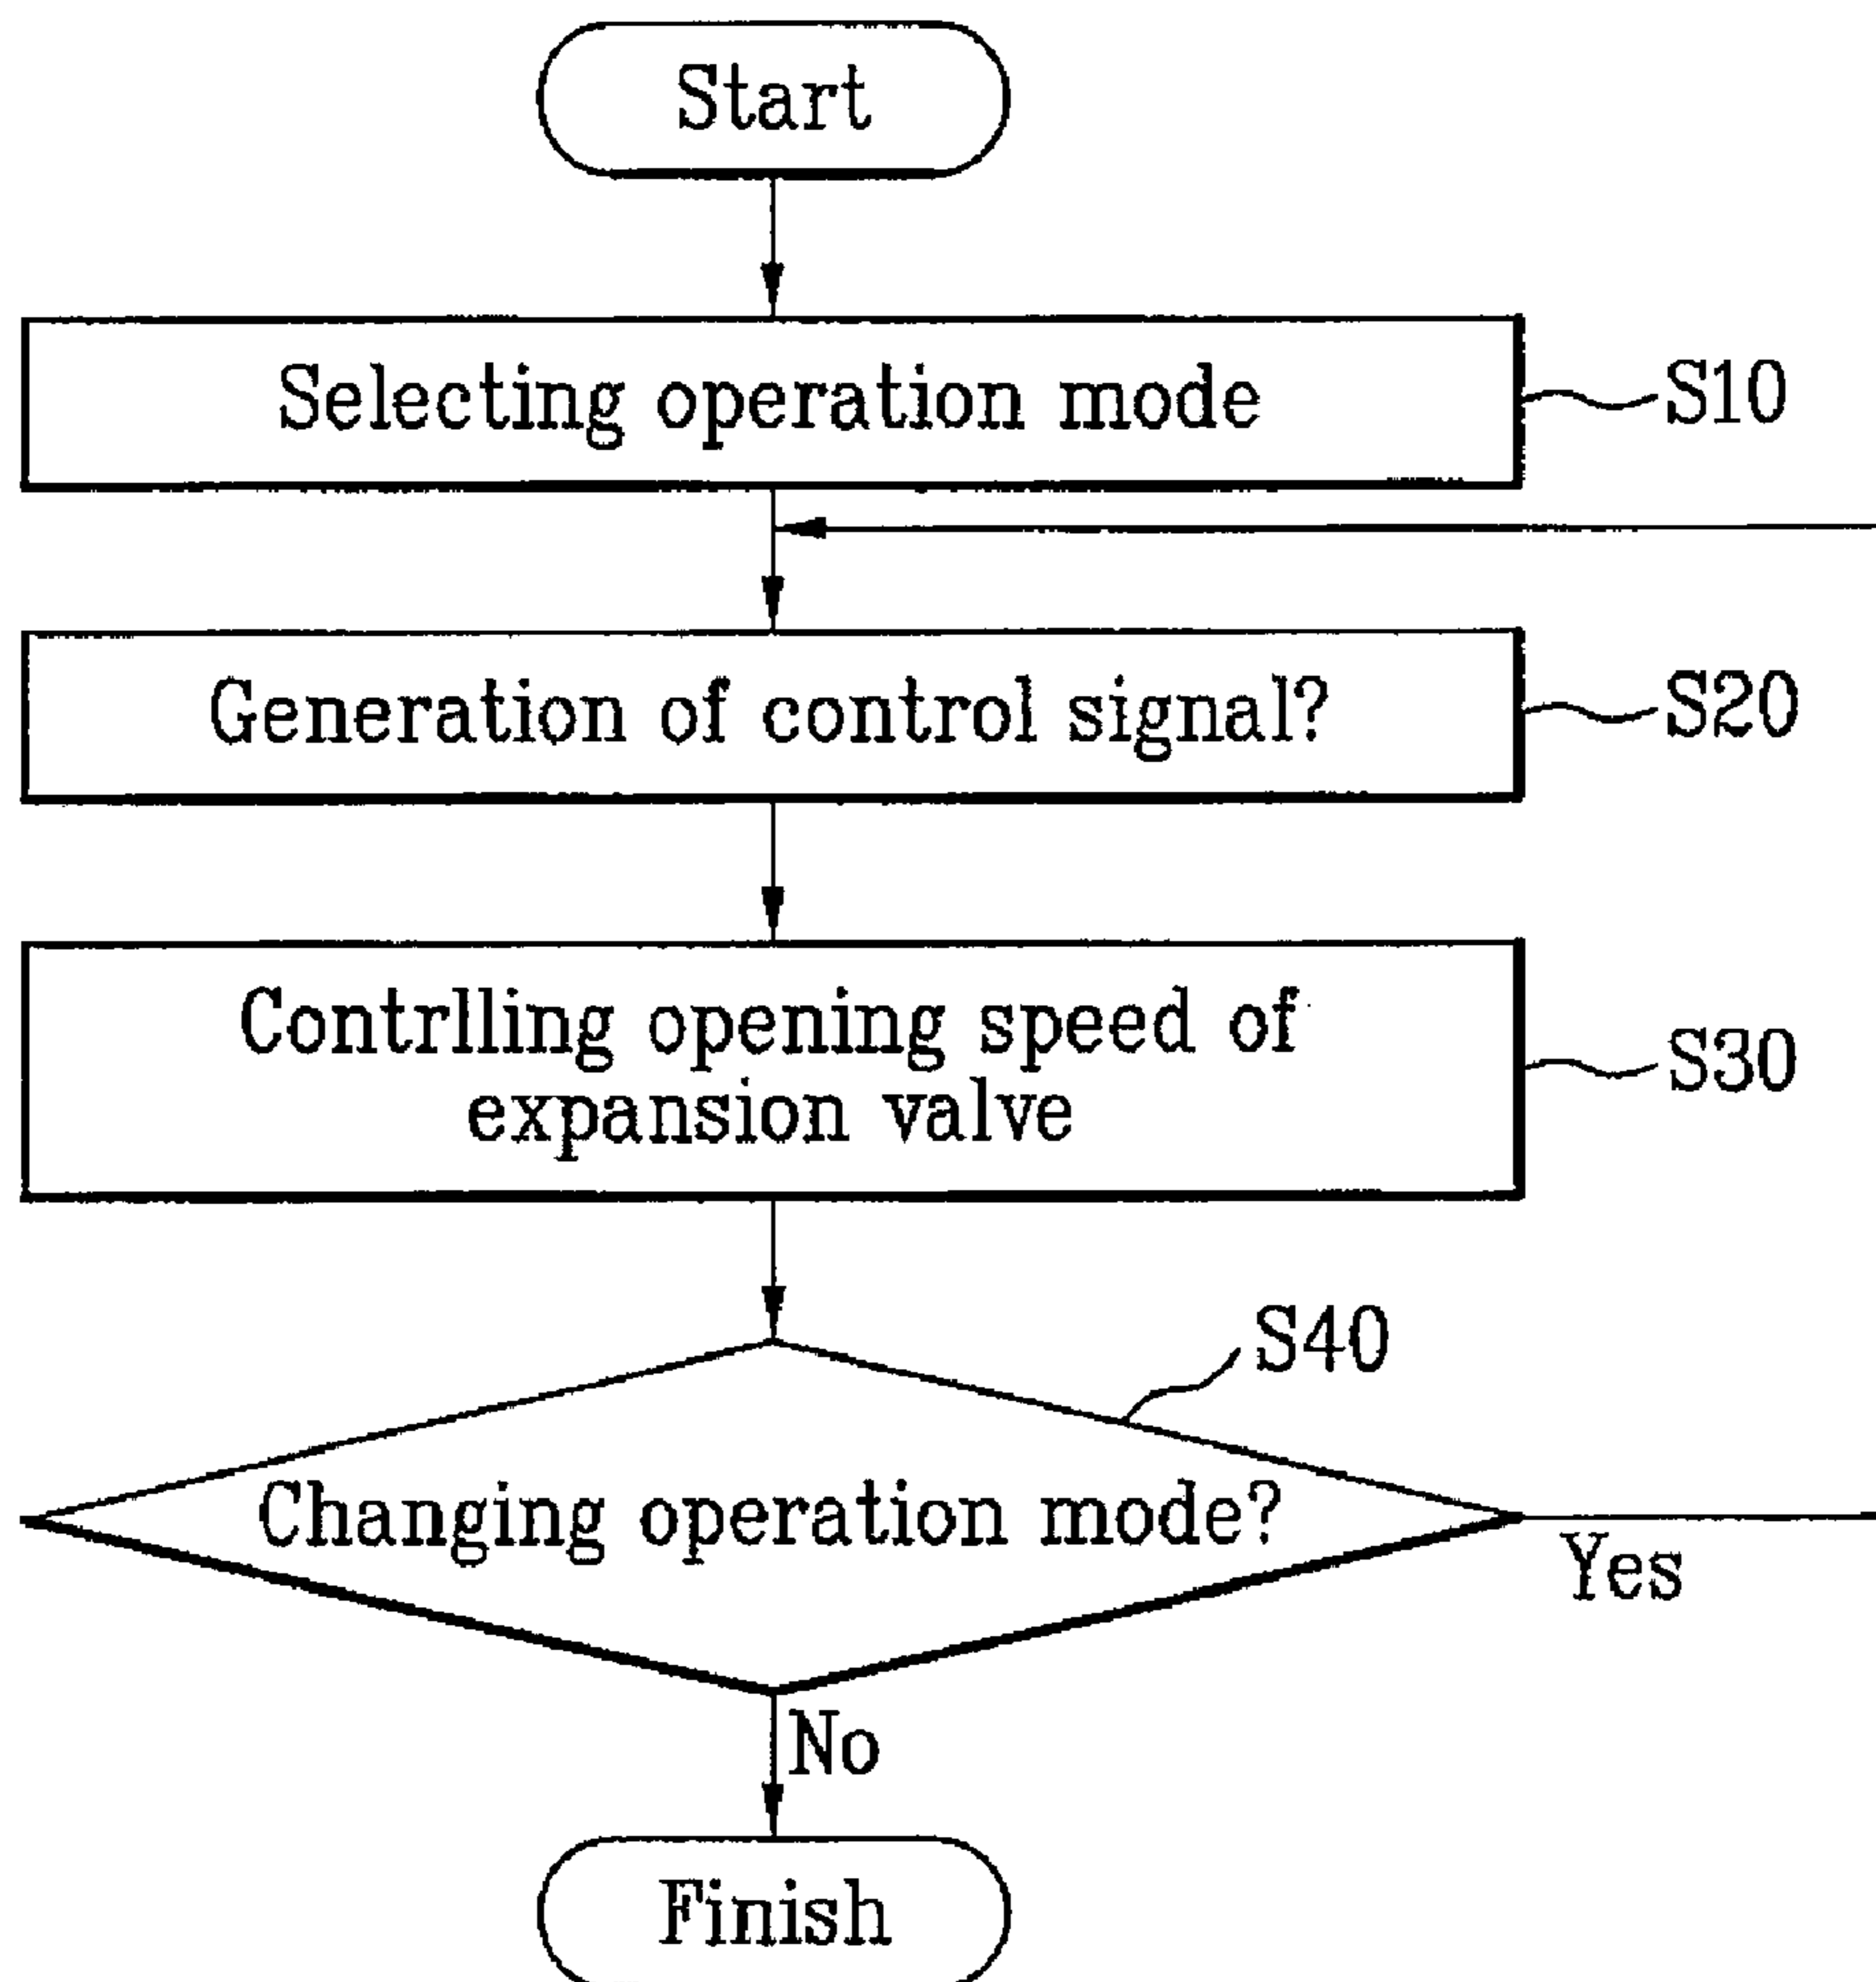 Start
Selecting operation mode
S10
Generation of control signal?
S20
Contrlling opening speed of
expansion valve
S30
S40
Changing operation mode?
Yes
No
Finish